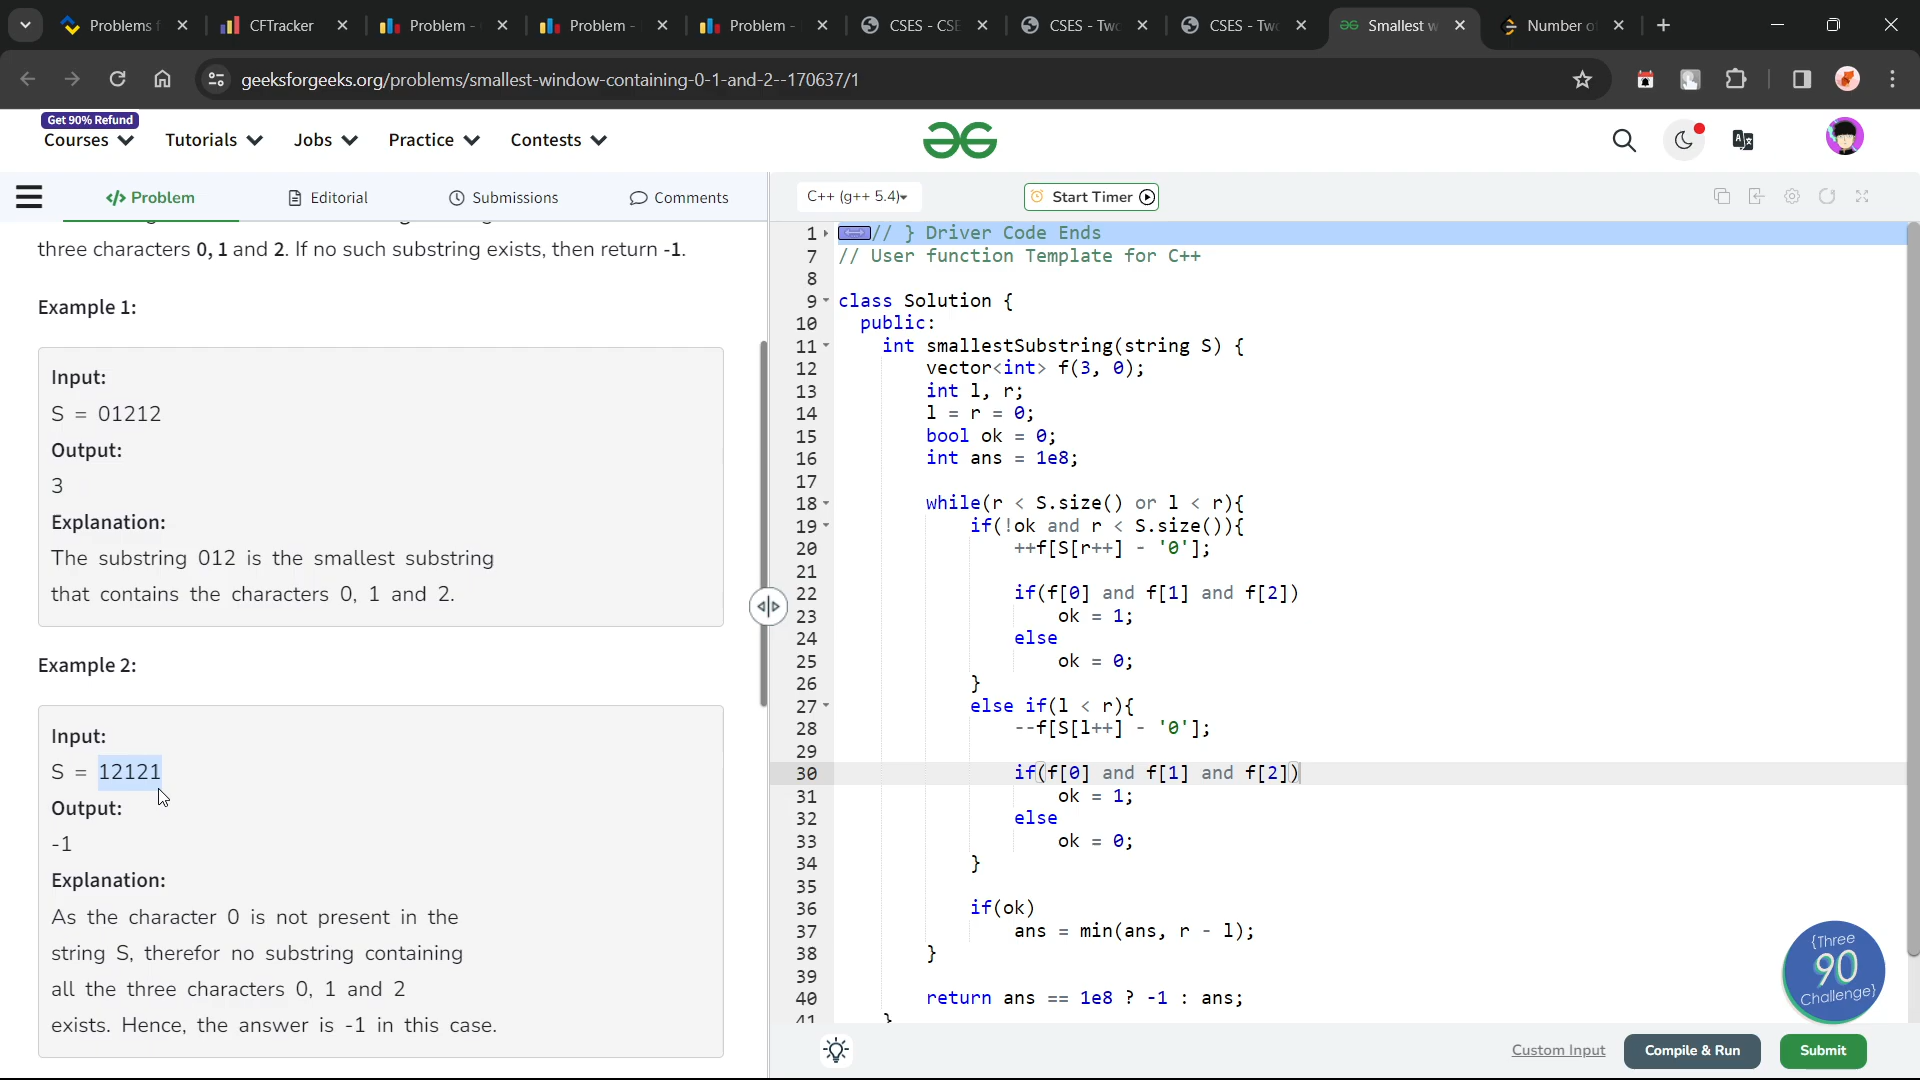 Problems f
CFTracker
Problem -
Problem -
Problem -
CSES - CSE
CSES - Two
CSES - Two
Smallest w
Number o
geeksforgeeks.org/problems/smallest-window-containing-0-1-and-2--170637/1
Get 90% Refund
Courses
Tutorials
Jobs
Practice
Contests
</> Problem
Editorial
Submissions
Comments
three characters 0, 1 and 2. If no such substring exists, then return -1.
Example 1:
Input:
S = 01212
Output:
3
Explanation:
The substring 012 is the smallest substring
that contains the characters 0, 1 and 2.
Example 2:
Input:
S = 12121
Output:
-1
Explanation:
As the character 0 is not present in the
string S, therefor no substring containing
all the three characters 0, 1 and 2
exists. Hence, the answer is -1 in this case.
C++ (g++ 5.4)
Start Timer
1 // } Driver Code Ends
7 // User function Template for C++
8
9 class Solution {
10 public:
11 int smallestSubstring(string S) {
12 vector<int> f(3, 0);
13 int l, r;
14 l = r = 0;
15 bool ok = 0;
16 int ans = 1e8;
17
18 while(r < S.size() or l < r){
19 if(!ok and r < S.size()){
20 ++f[S[r++] - '0'];
21
22 if(f[0] and f[1] and f[2])
23 ok = 1;
24 else
25 ok = 0;
26 }
27 else if(l < r){
28 --f[S[l++] - '0'];
29
30 if(f[0] and f[1] and f[2])
31 ok = 1;
32 else
33 ok = 0;
34 }
35
36 if(ok)
37 ans = min(ans, r - l);
38 }
39
40 return ans == 1e8 ? -1 : ans;
41 }
{Three
90
Challenge}
Custom Input
Compile & Run
Submit